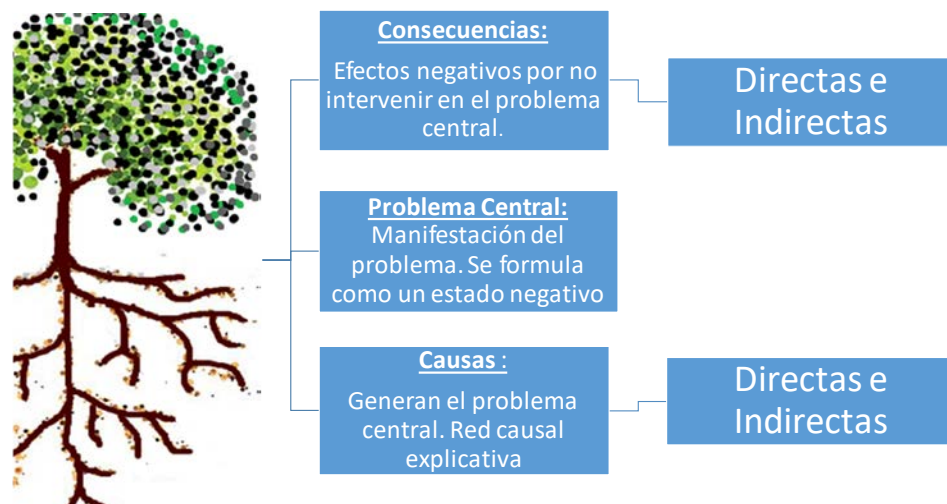 Consecuencias:
Efectos negativos por no
intervenir en el problema
central.
Directas e
Indirectas
Problema Central:
Manifestación del
problema. Se formula
como un estado negativo
Causas :
Generan el problema
central. Red causal
explicativa
Directas e
Indirectas